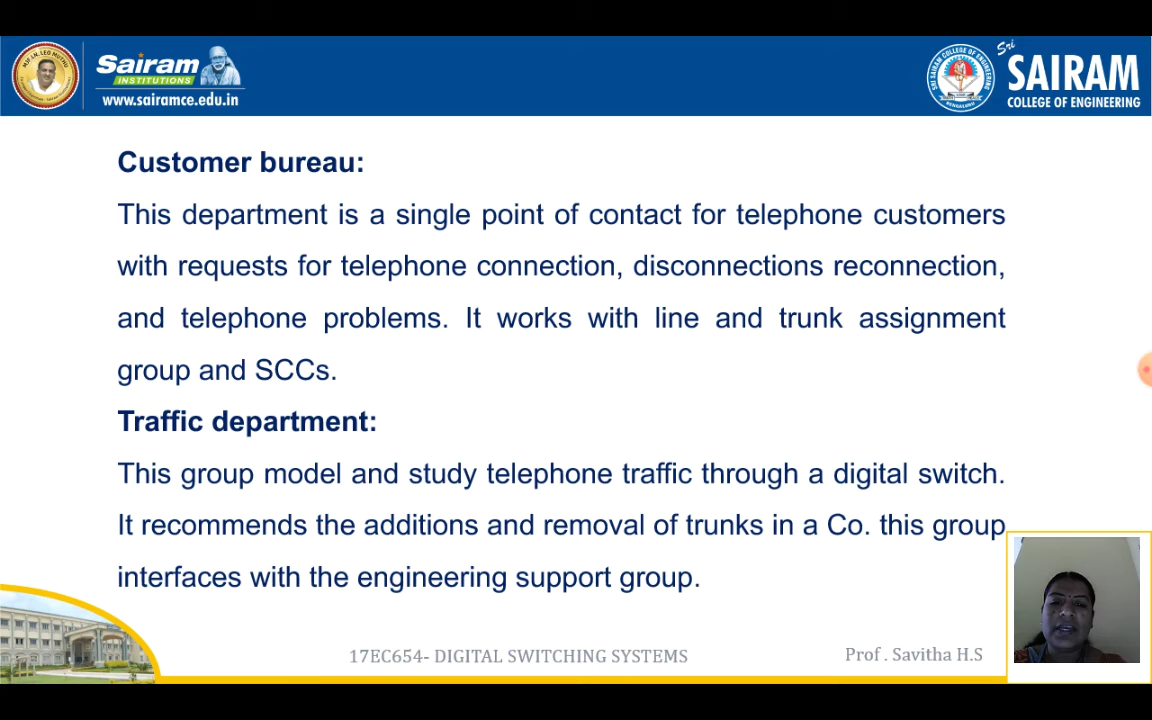 Sairam
INSTITUTIONS
www.sairamce.edu.in
Sri
SAIRAM
COLLEGE OF ENGINEERING
Customer bureau:
This department is a single point of contact for telephone customers
with requests for telephone connection, disconnections reconnection,
and telephone problems. It works with line and trunk assignment
group and SCCs.
Traffic department:
This group model and study telephone traffic through a digital switch.
It recommends the additions and removal of trunks in a Co. this group
interfaces with the engineering support group.
17EC654- DIGITAL SWITCHING SYSTEMS
Prof . Savitha H.S